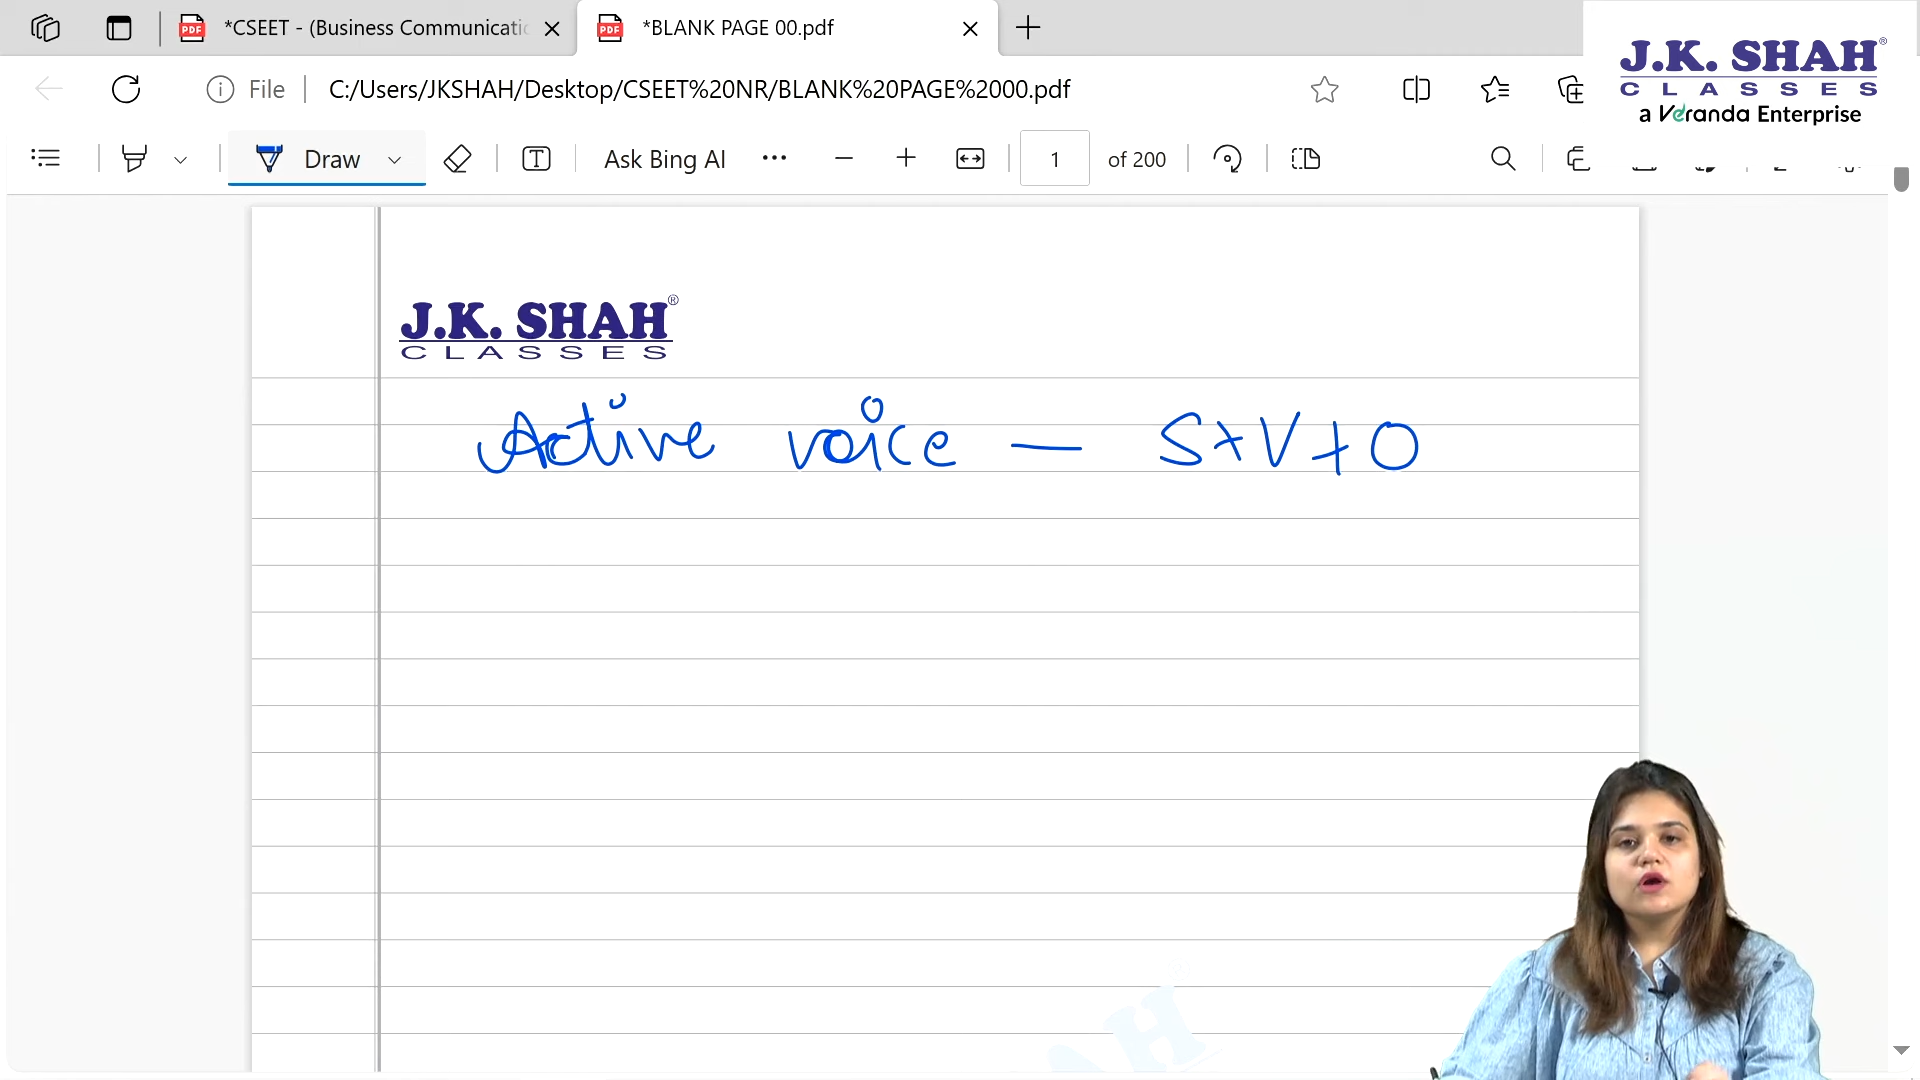 *CSEET - (Business Communicati
*BLANK PAGE 00.pdf
J.K. SHAH®
CLASSES
a Veranda Enterprise
File
C:/Users/JKSHAH/Desktop/CSEET%20NR/BLANK%20PAGE%2000.pdf
Draw
Ask Bing AI
1 of 200
J.K. SHAH®
CLASSES
Active voice — S+V+O